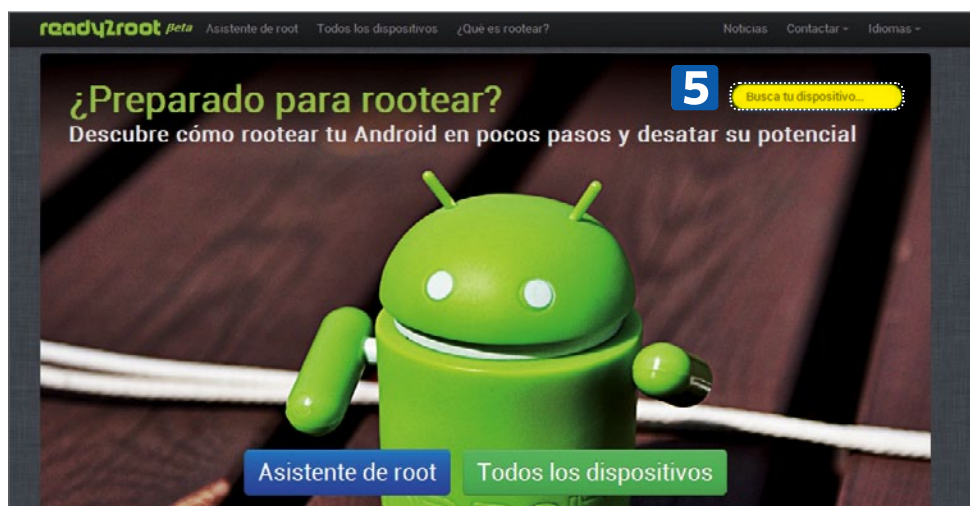 ready2root Beta Asistente de root Todos los dispositivos ¿Qué es rootear? Noticias Contactar Idiomas
¿Preparado para rootear?
5 Busca tu dispositivo...
Descubre cómo rootear tu Android en pocos pasos y desatar su potencial
Asistente de root Todos los dispositivos